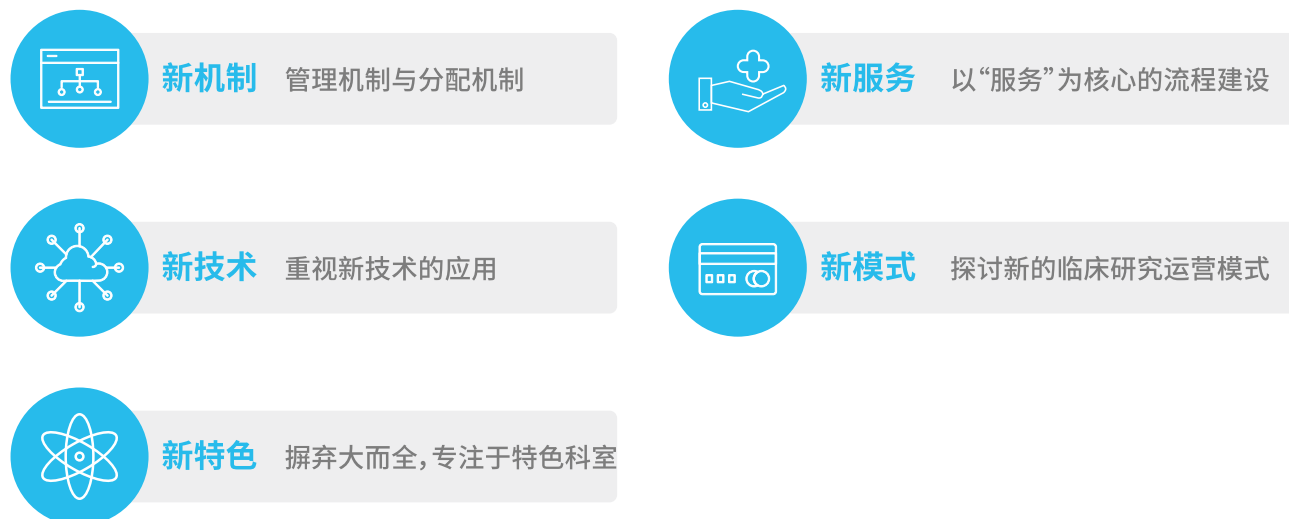 新机制 管理机制与分配机制
新服务 以“服务”为核心的流程建设
新技术 重视新技术的应用
新模式 探讨新的临床研究运营模式
新特色 摒弃大而全，专注于特色科室